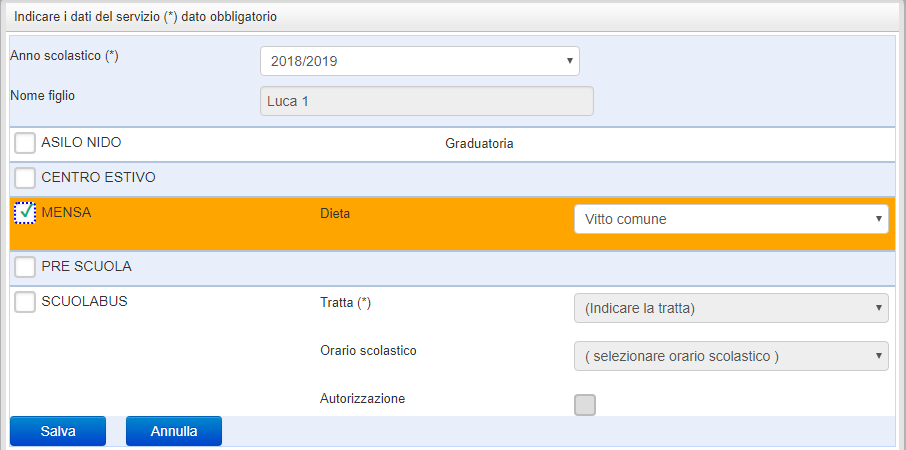 Indicare i dati del servizio (*) dato obbligatorio
Anno scolastico (*) 2018/2019
Nome figlio Luca 1
ASILO NIDO Graduatoria
CENTRO ESTIVO
MENSA Dieta Vitto comune
PRE SCUOLA
SCUOLABUS Tratta (*) (Indicare la tratta)
Orario scolastico ( selezionare orario scolastico )
Autorizzazione
Salva Annulla